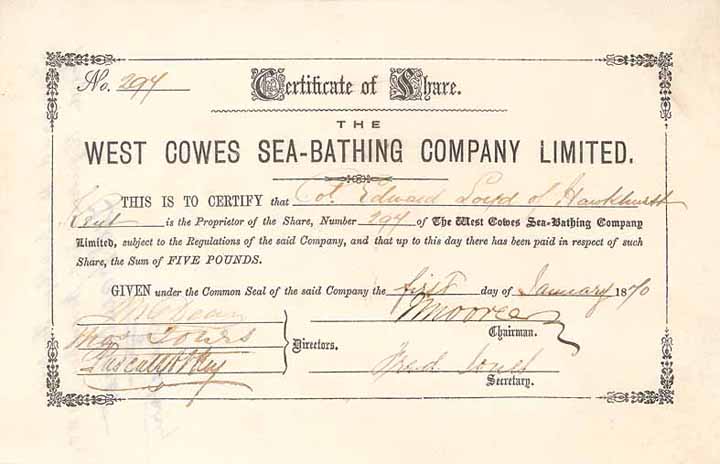 No. 297
Certificate of Share.
THE
WEST COWES SEA-BATHING COMPANY LIMITED.
THIS IS TO CERTIFY that Col. Edward Loyd of Hawkhurst
Kent is the Proprietor of the Share, Number 297 of The West Cowes Sea-Bathing Company
Limited, subject to the Regulations of the said Company, and that up to this day there has been paid in respect of such
Share, the Sum of FIVE POUNDS.
GIVEN under the Common Seal of the said Company the first day of January 1870
Moore
Chairman.
Directors.
Fred Jones
Secretary.